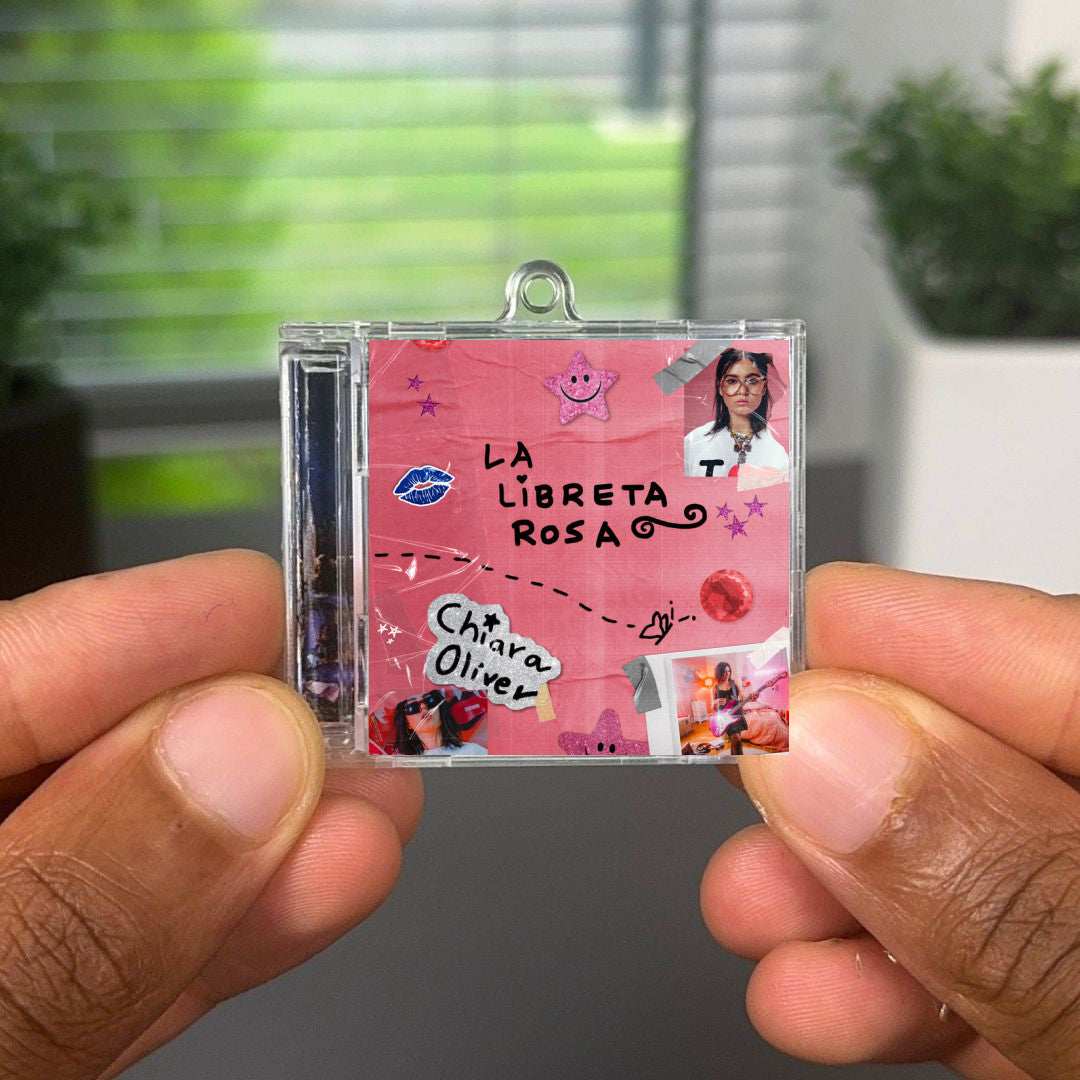 LA
LIBRETA
ROSA
Chiara
Oliver
I